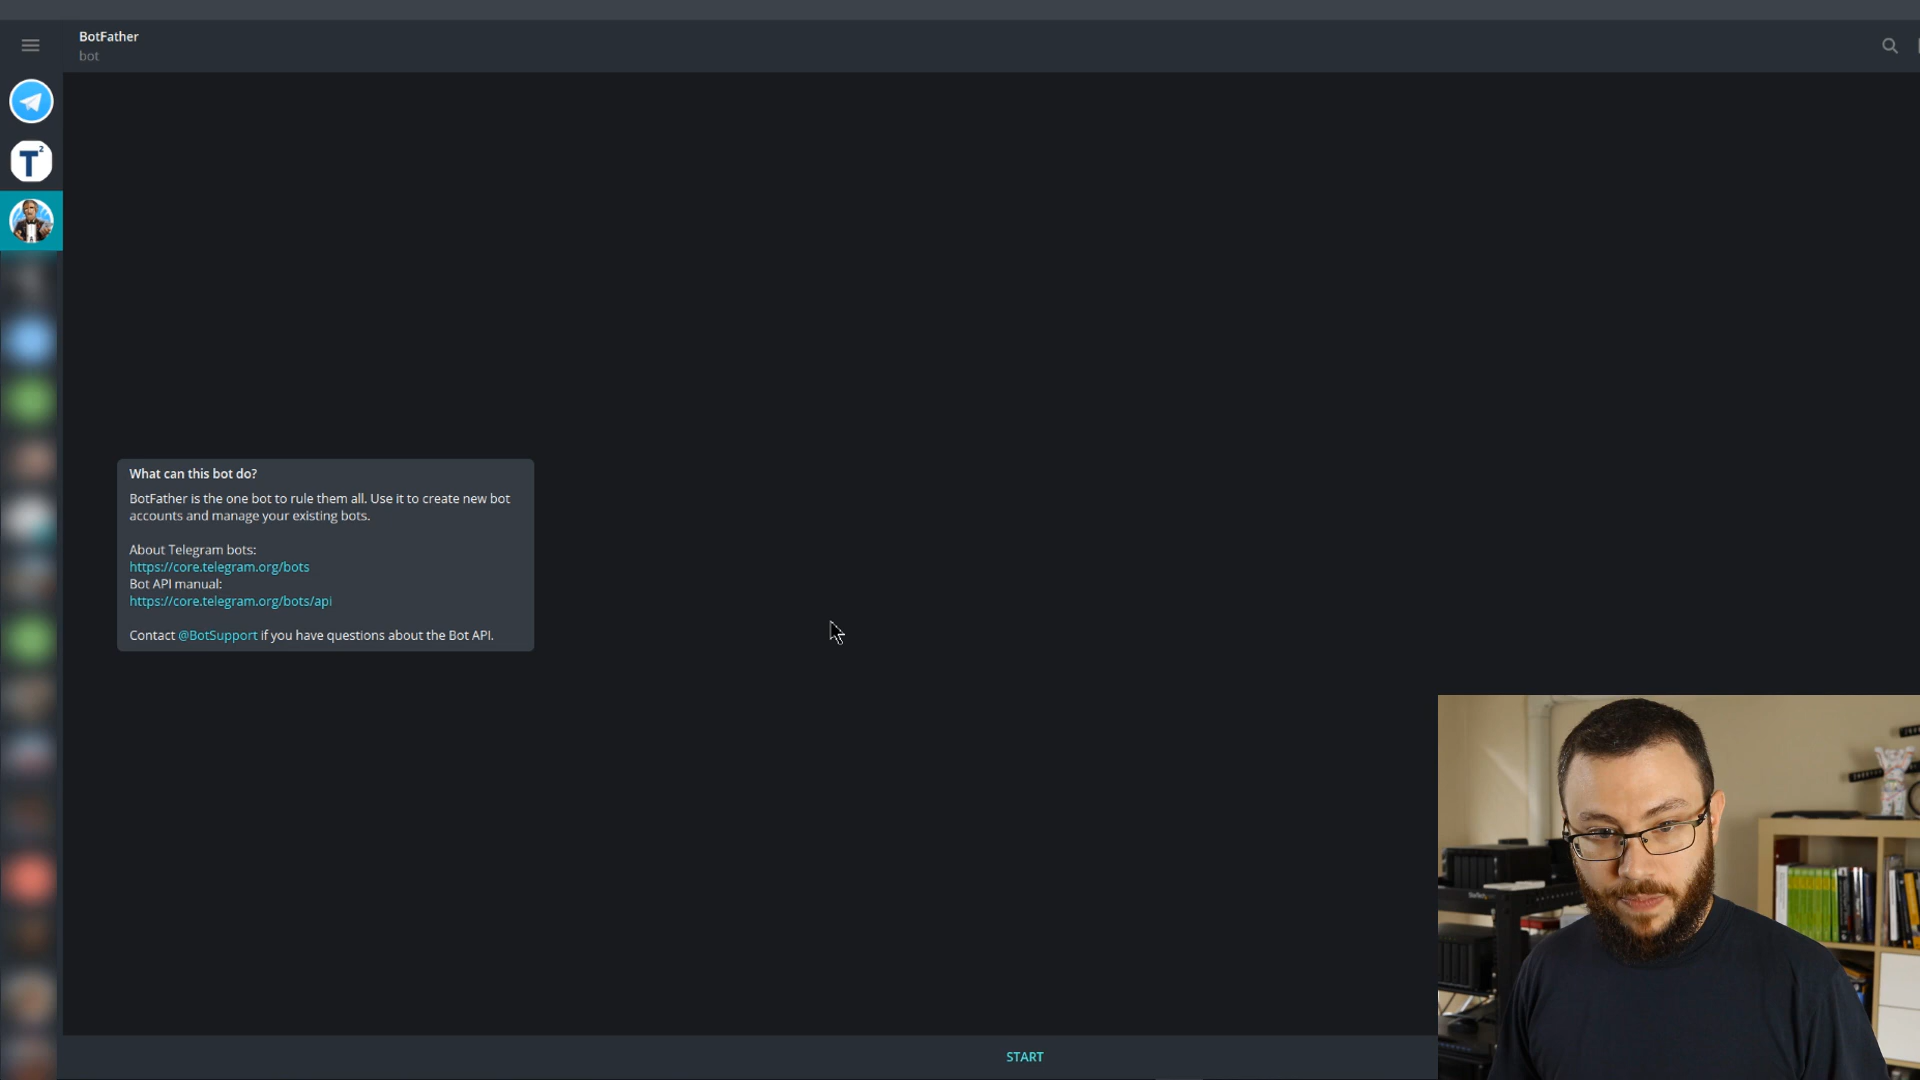 BotFather
bot
T²
What can this bot do?
BotFather is the one bot to rule them all. Use it to create new bot
accounts and manage your existing bots.
About Telegram bots:
https://core.telegram.org/bots
Bot API manual:
https://core.telegram.org/bots/api
Contact @BotSupport if you have questions about the Bot API.
START